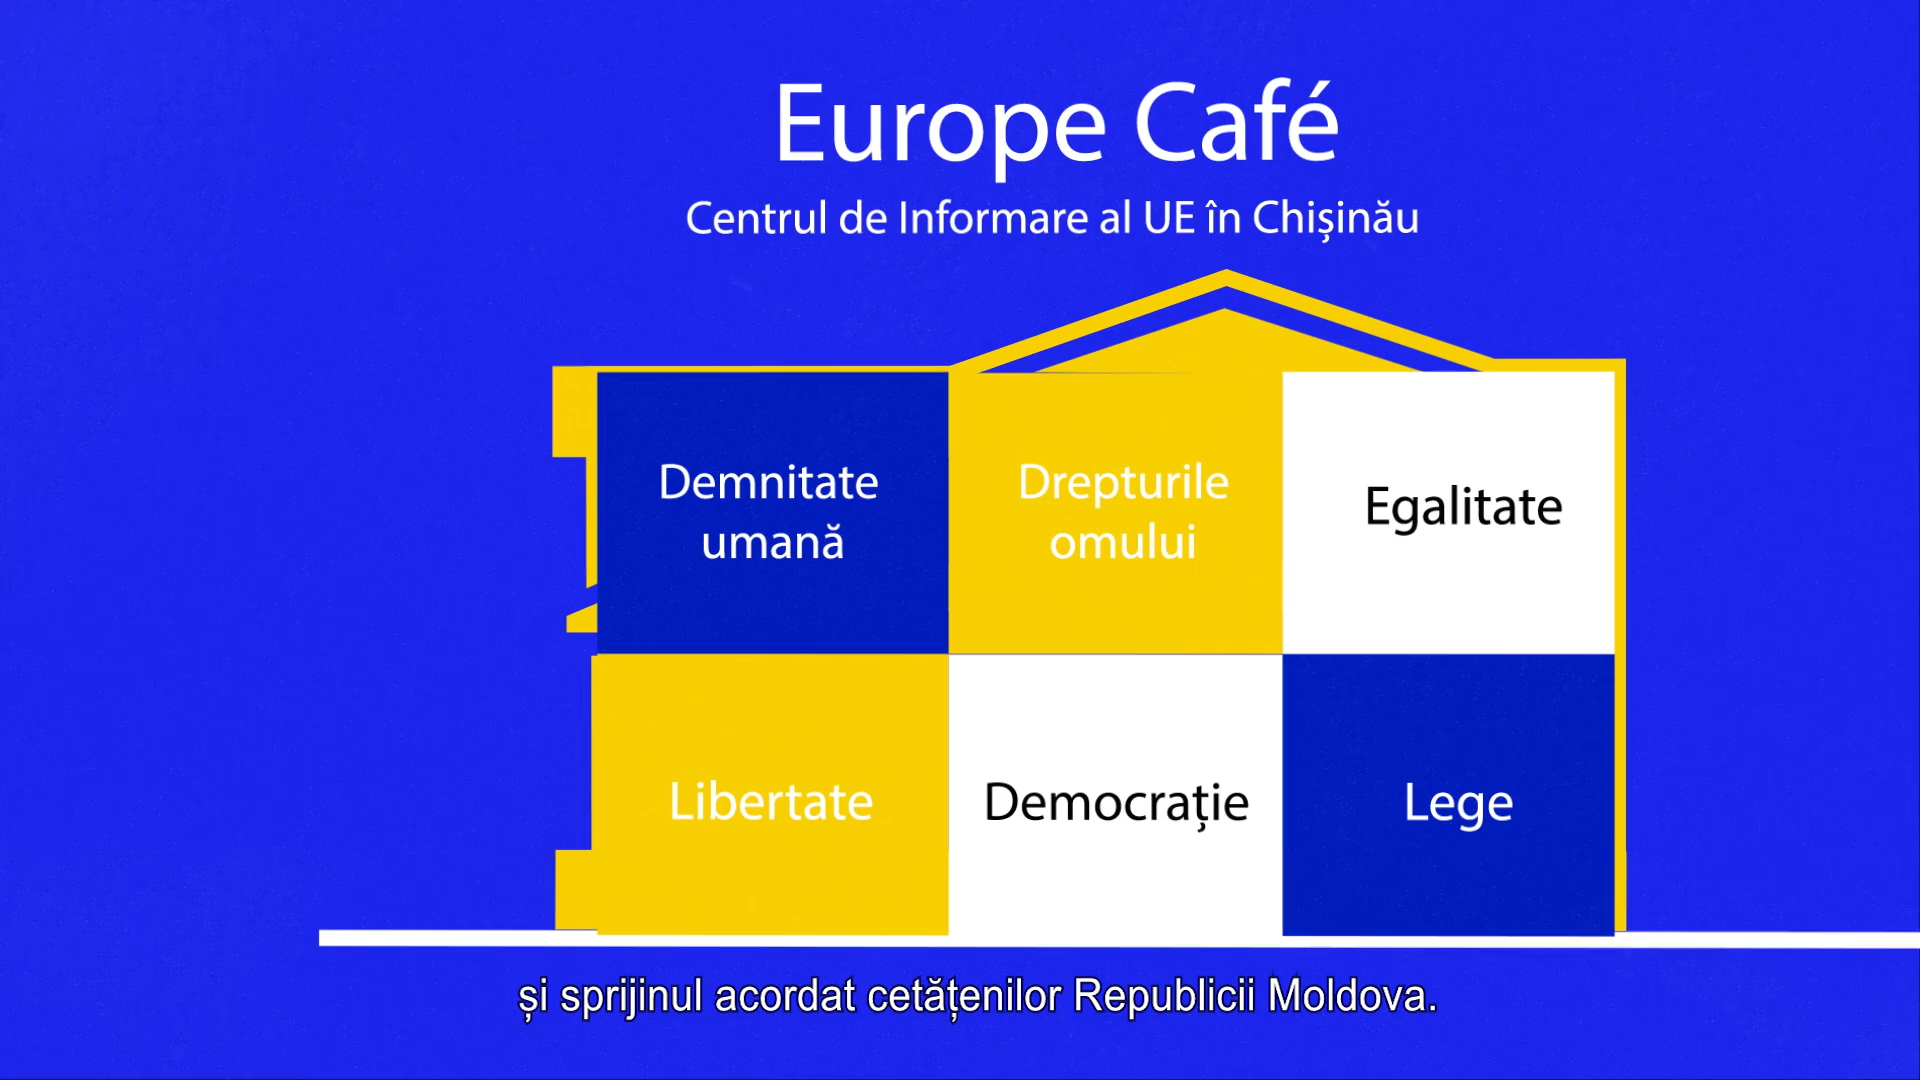 Europe Café
Centrul de Informare al UE în Chișinău
Demnitate
umană
Drepturile
omului
Egalitate
Libertate
Democrație
Lege
și sprijinul acordat cetățenilor Republicii Moldova.